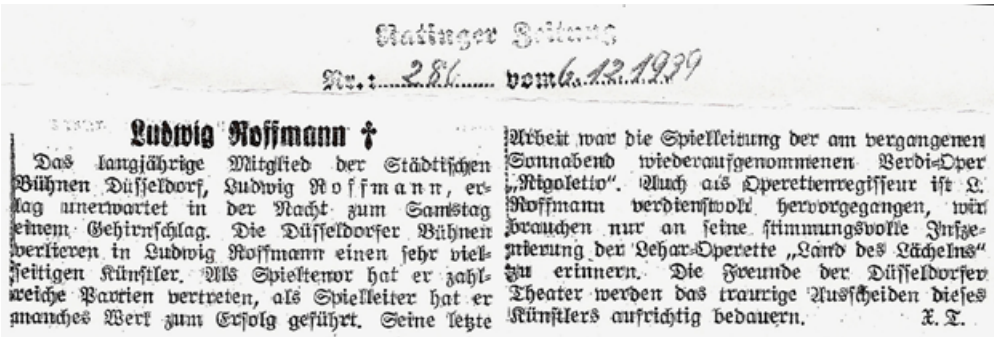 Ratinger Zeitung
Nr.: 286 vom 6.12.1939
Ludwig Roffmann †
Das langjährige Mitglied der Städtischen
Bühnen Düsseldorf, Ludwig Roffmann, er-
lag unerwartet in der Nacht zum Samstag
einem Gehirnschlag. Die Düsseldorfer Bühnen
verlieren in Ludwig Roffmann einen sehr viel-
seitigen Künstler. Als Spieltenor hat er zahl-
reiche Partien vertreten, als Spielleiter hat er
manches Werk zum Erfolg geführt. Seine letzte
Arbeit war die Spielleitung der am vergangenen
Sonnabend wiederaufgenommenen Verdi-Oper
„Rigoletto“. Auch als Operettenregisseur ist L.
Roffmann verdienstvoll hervorgegangen, wir
brauchen nur an seine stimmungsvolle Insze-
nierung der Lehar-Operette „Land des Lächelns“
zu erinnern. Die Freunde der Düsseldorfer
Theater werden das traurige Ausscheiden dieses
Künstlers aufrichtig bedauern. X. T.